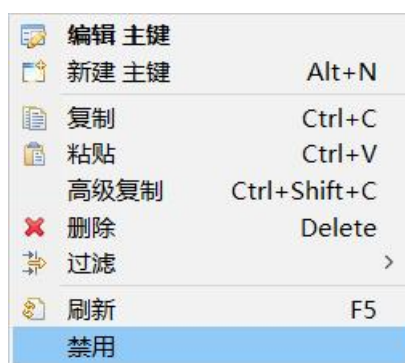 编辑 主键
新建 主键 Alt+N
复制 Ctrl+C
粘贴 Ctrl+V
高级复制 Ctrl+Shift+C
删除 Delete
过滤
刷新 F5
禁用